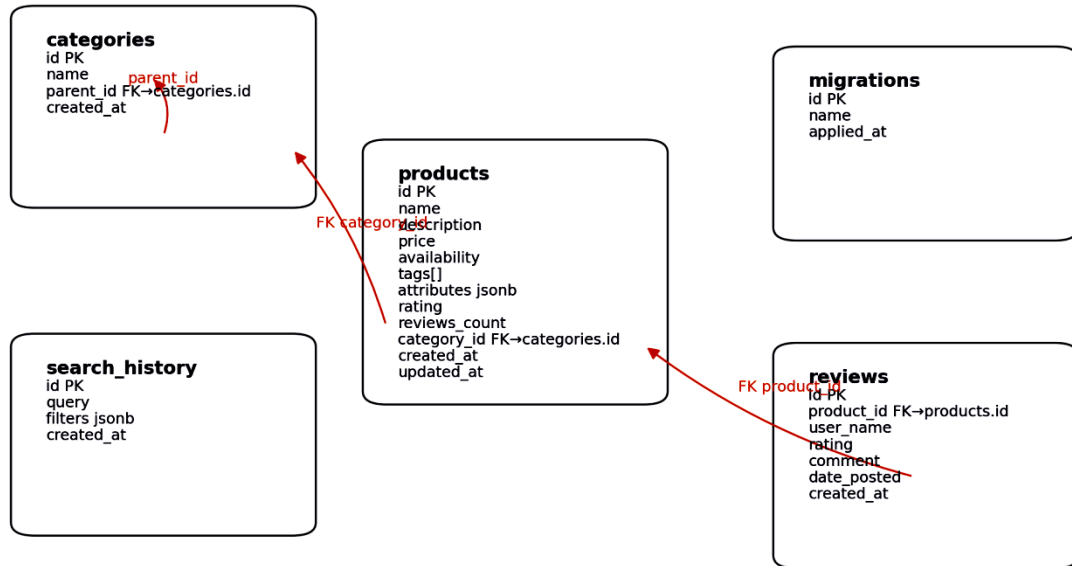 categories
id PK
name
parent_id FK→categories.id
created_at
parent_id
migrations
id PK
name
applied_at
products
id PK
name
description
price
availability
tags[]
attributes jsonb
rating
reviews_count
category_id FK→categories.id
created_at
updated_at
FK category_id
search_history
id PK
query
filters jsonb
created_at
FK product_id
reviews
id PK
product_id FK→products.id
user_name
rating
comment
date_posted
created_at